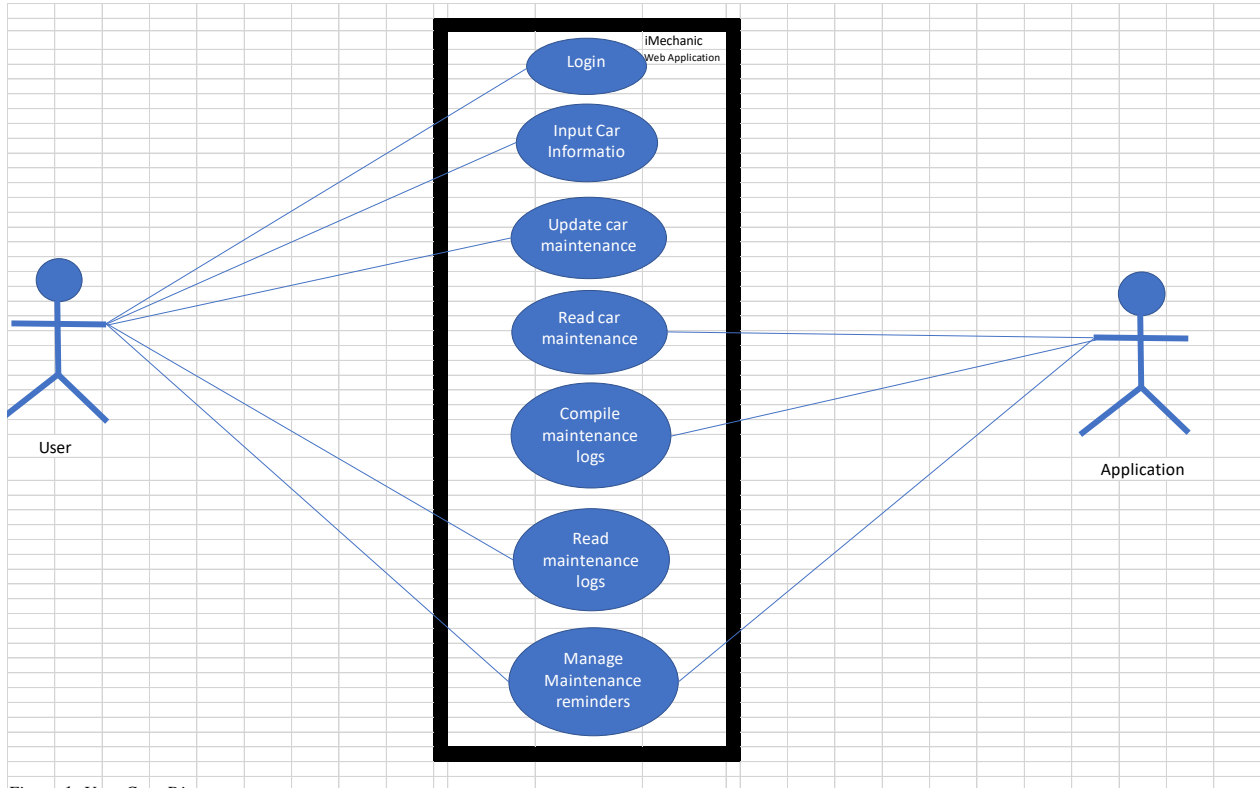 iMechanic
Web Application
Login
Input Car
Informatio
Update car
maintenance
Read car
maintenance
Compile
maintenance
logs
Read
maintenance
logs
Manage
Maintenance
reminders
User
Application